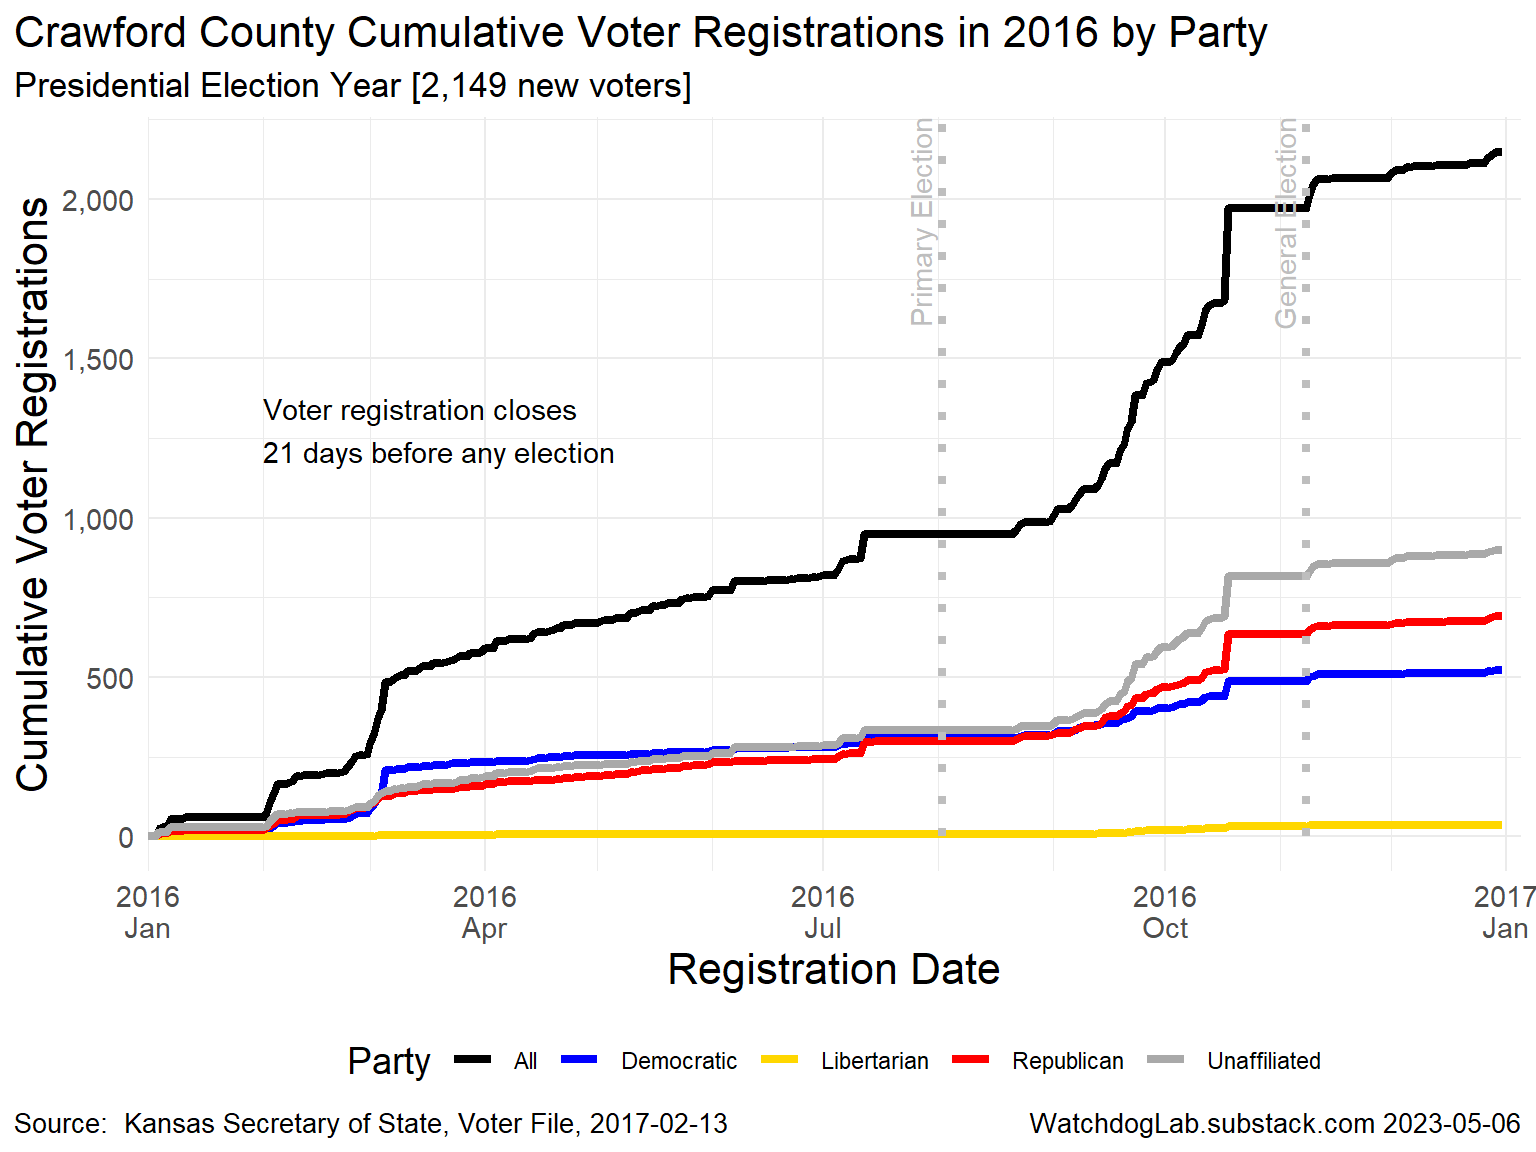 Crawford County Cumulative Voter Registrations in 2016 by Party
Presidential Election Year [2,149 new voters]
Cumulative Voter Registrations
2,000
1,500
1,000
500
0
Primary Election
General Election
Voter registration closes
21 days before any election
2016 2016 2016 2016 2017
Jan Apr Jul Oct Jan
Registration Date
Party All Democratic Libertarian Republican Unaffiliated
Source:  Kansas Secretary of State, Voter File, 2017-02-13
WatchdogLab.substack.com 2023-05-06